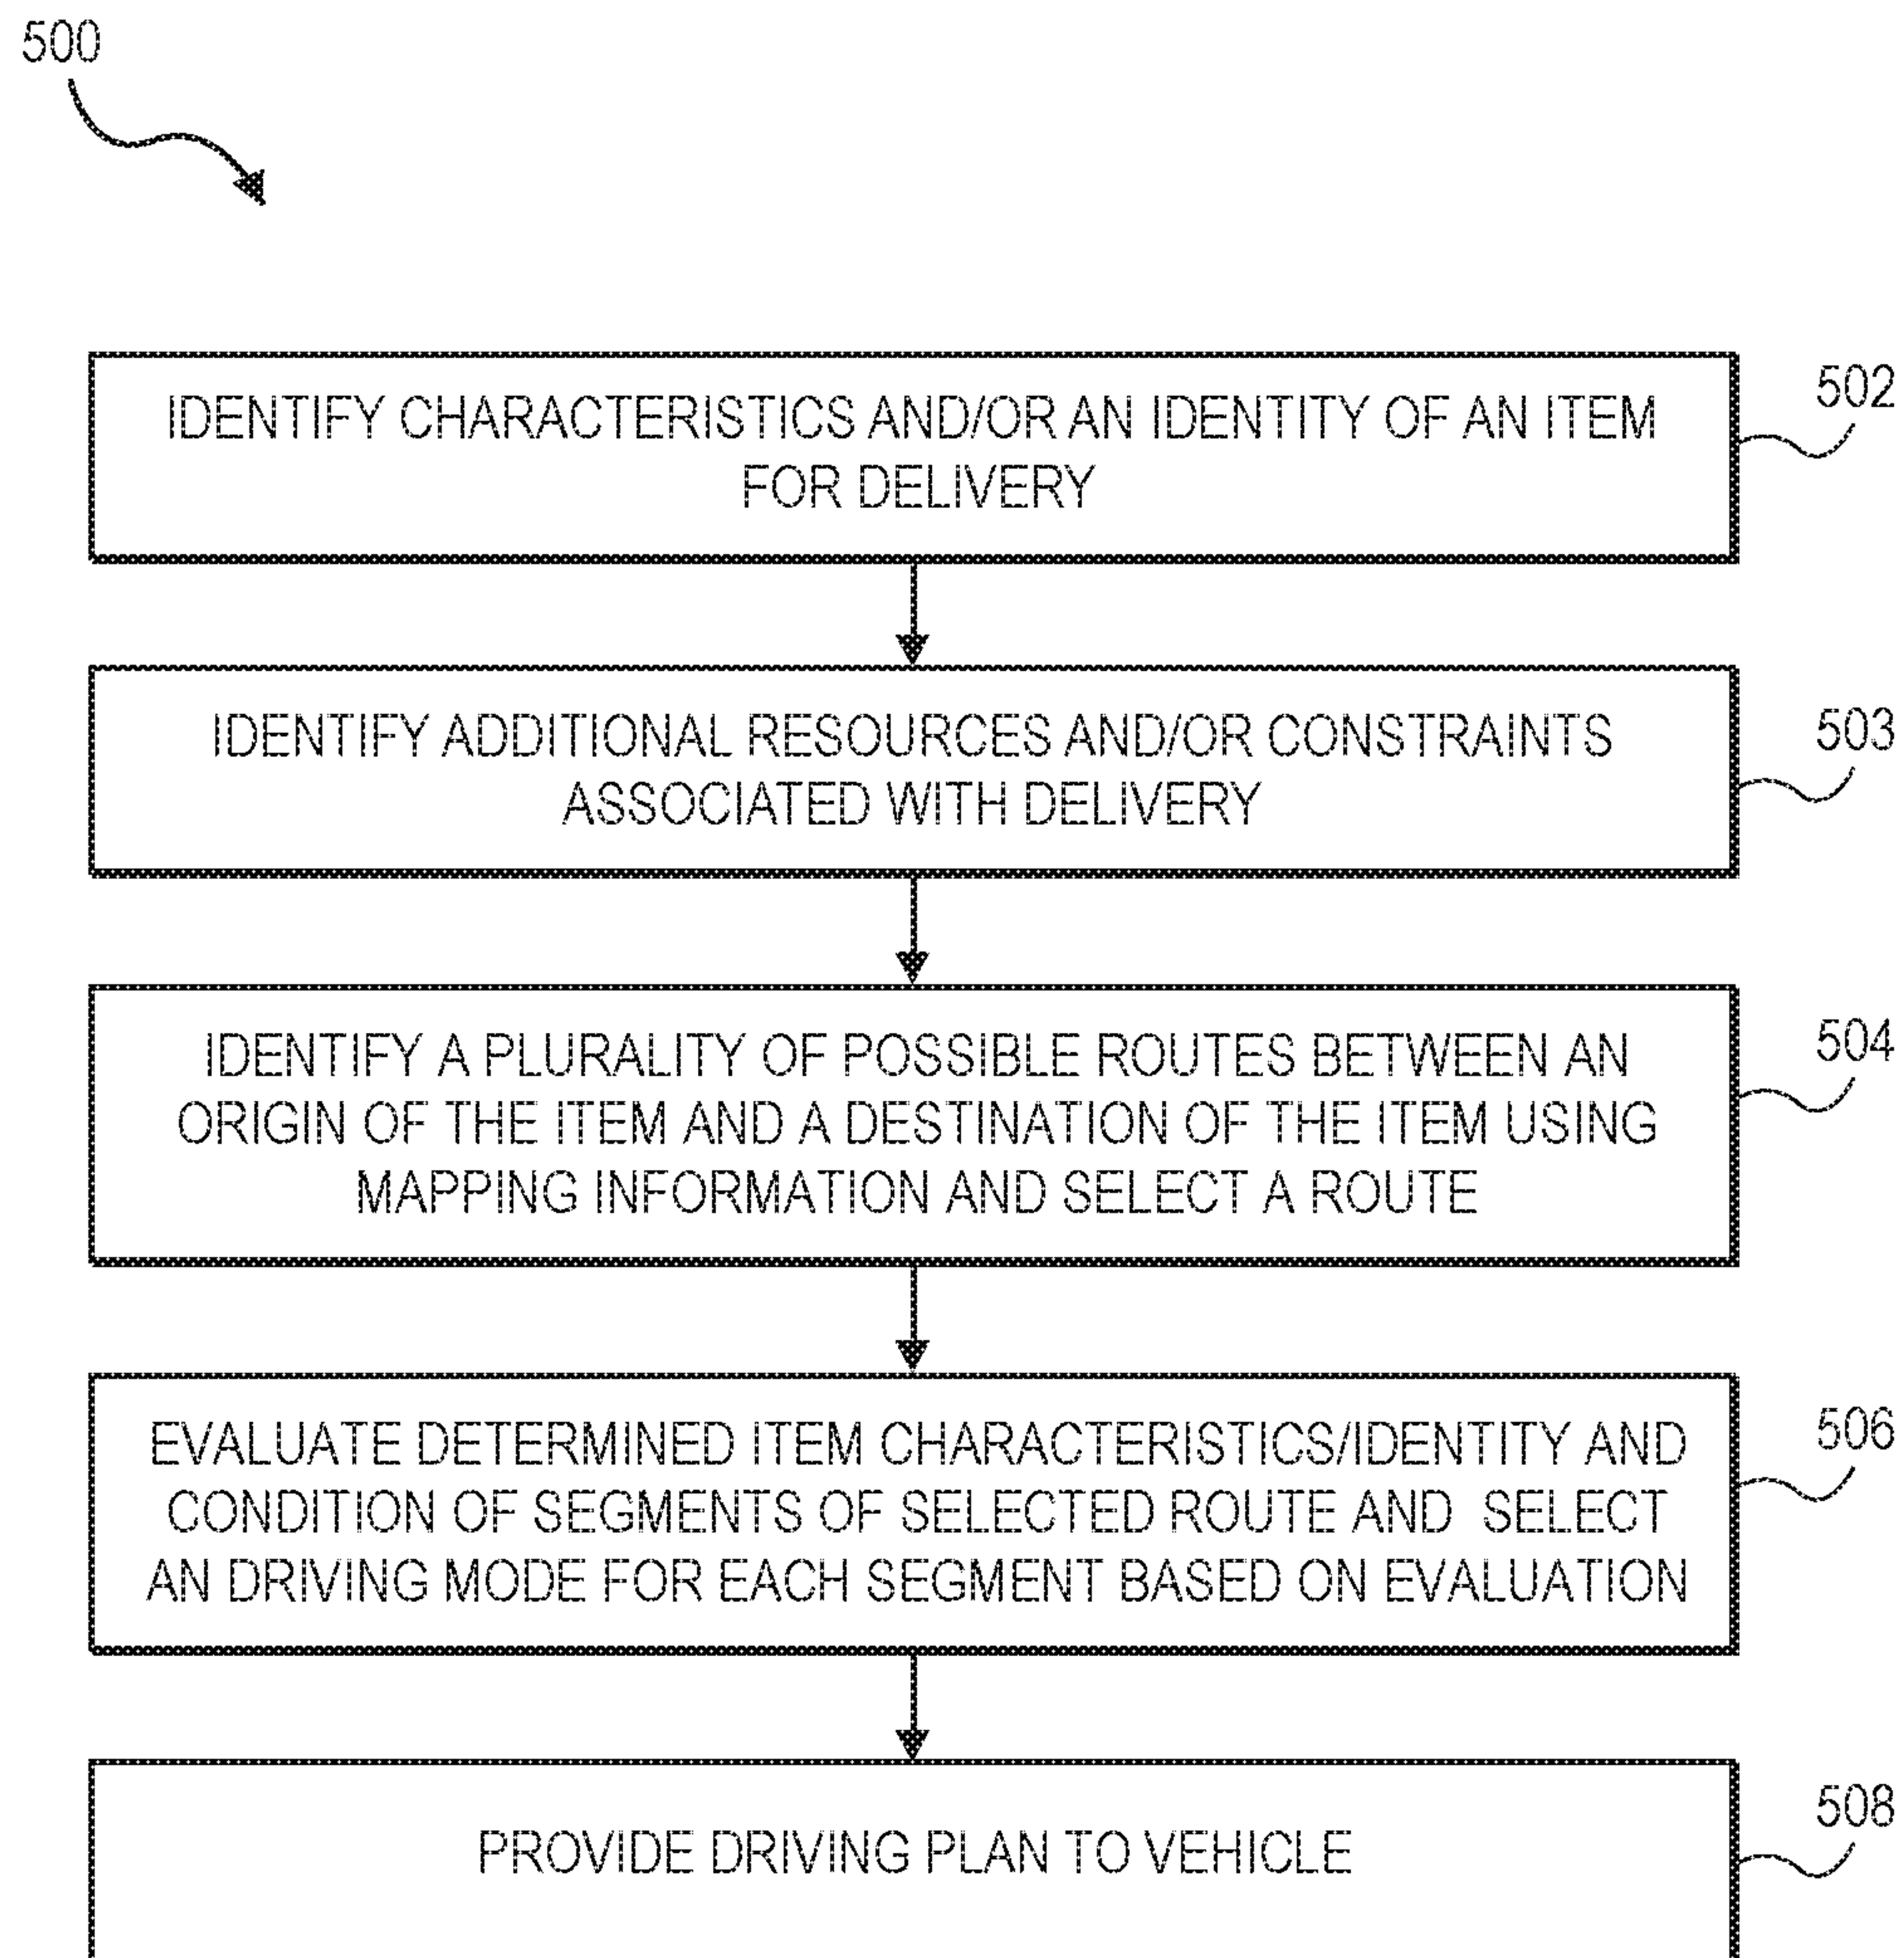 500
IDENTIFY CHARACTERISTICS AND/OR AN IDENTITY OF AN ITEM
FOR DELIVERY
502
IDENTIFY ADDITIONAL RESOURCES AND/OR CONSTRAINTS
ASSOCIATED WITH DELIVERY
503
IDENTIFY A PLURALITY OF POSSIBLE ROUTES BETWEEN AN
ORIGIN OF THE ITEM AND A DESTINATION OF THE ITEM USING
MAPPING INFORMATION AND SELECT A ROUTE
504
EVALUATE DETERMINED ITEM CHARACTERISTICS/IDENTITY AND
CONDITION OF SEGMENTS OF SELECTED ROUTE AND SELECT
AN DRIVING MODE FOR EACH SEGMENT BASED ON EVALUATION
506
PROVIDE DRIVING PLAN TO VEHICLE
508